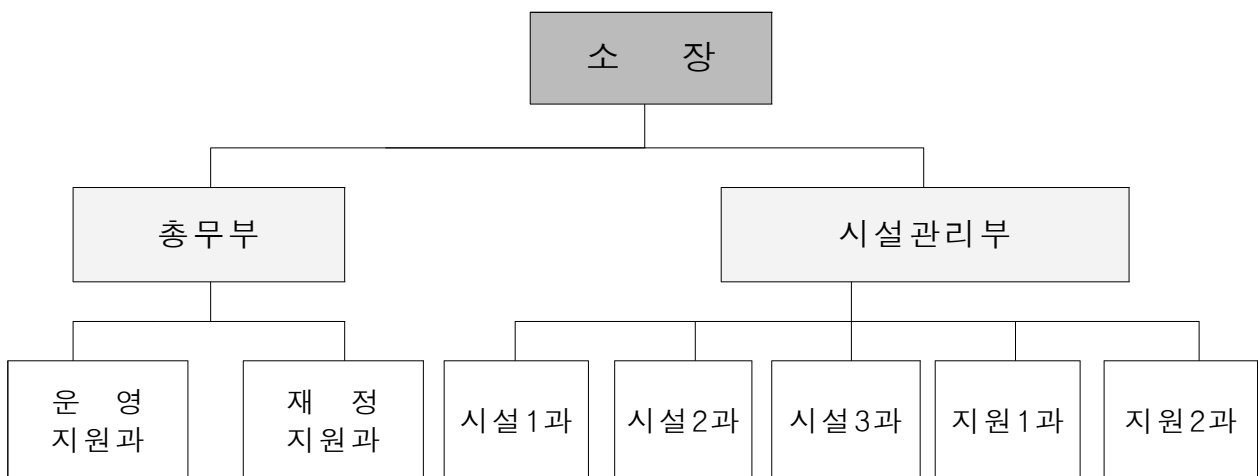 소 장
총무부
시설관리부
운 영
지원과
재 정
지원과
시설1과
시설2과
시설3과
지원1과
지원2과